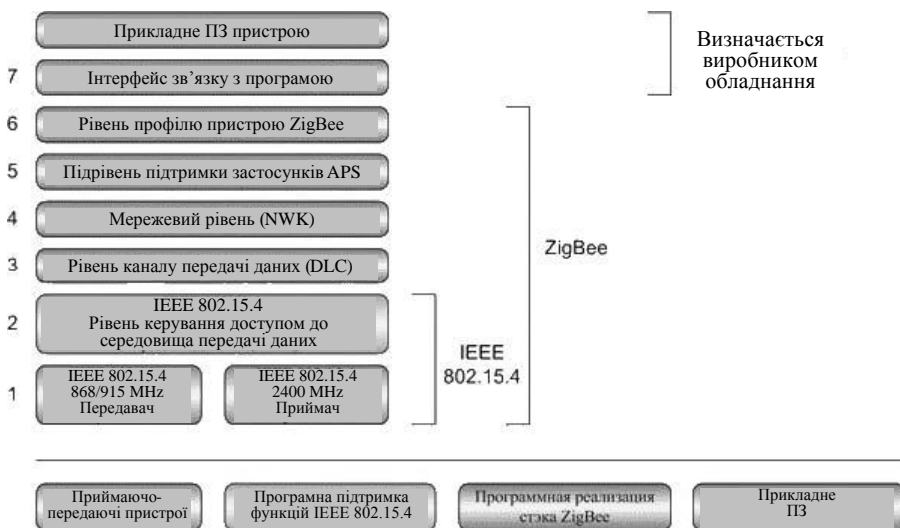 Прикладне ПЗ пристрою
Визначається
виробником
обладнання
7
Інтерфейс зв’язку з програмою
6
Рівень профілю пристрою ZigBee
5
Підрівень підтримки застосунків APS
4
Мережевий рівень (NWK)
ZigBee
3
Рівень каналу передачі даних (DLC)
2
IEEE 802.15.4
Рівень керування доступом до
середовища передачі даних
IEEE
802.15.4
1
IEEE 802.15.4
868/915 MHz
Передавач
IEEE 802.15.4
2400 MHz
Приймач
Приймаючо-
передаючі пристрої
Програмна підтримка
функцій IEEE 802.15.4
Программная реализация
стэка ZigBee
Прикладне
ПЗ